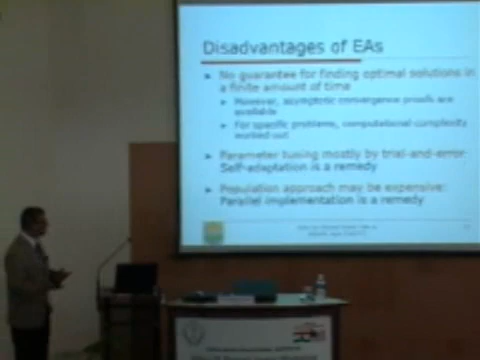 Disadvantages of EAs
No guarantee for finding optimal solutions in
a finite amount of time
However, asymptotic convergence proofs are
available
For specific problems, computational complexity
worked out
Parameter tuning mostly by trial-and-error:
Self-adaptation is a remedy
Population approach may be expensive:
Parallel implementation is a remedy